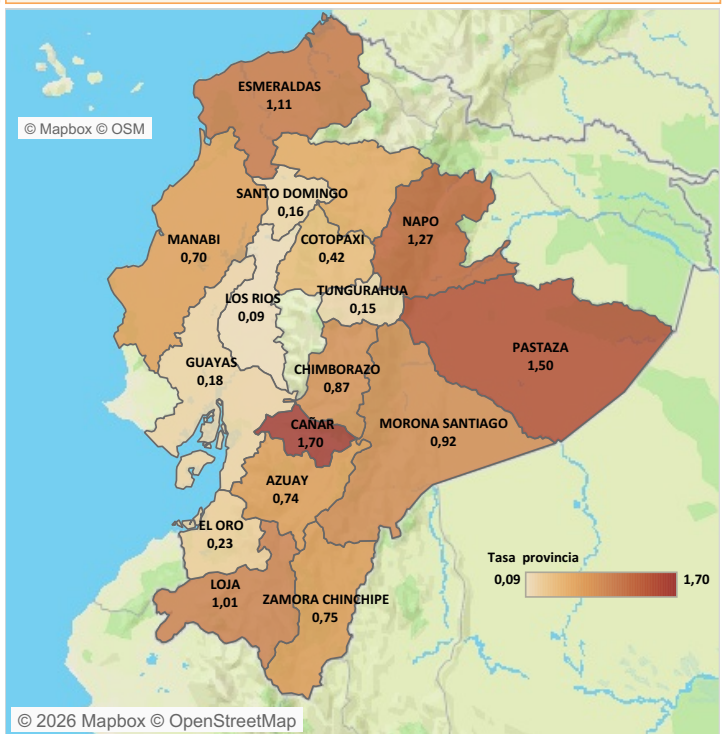 ESMERALDAS
1,11
© Mapbox © OSM
SANTO DOMINGO
0,16
NAPO
1,27
MANABI
0,70
COTOPAXI
0,42
TUNGURAHUA
0,15
LOS RIOS
0,09
PASTAZA
1,50
GUAYAS
0,18
CHIMBORAZO
0,87
CAÑAR
1,70
MORONA SANTIAGO
0,92
AZUAY
0,74
EL ORO
0,23
Tasa provincia
0,09 1,70
LOJA
1,01
ZAMORA CHINCHIPE
0,75
© 2026 Mapbox © OpenStreetMap